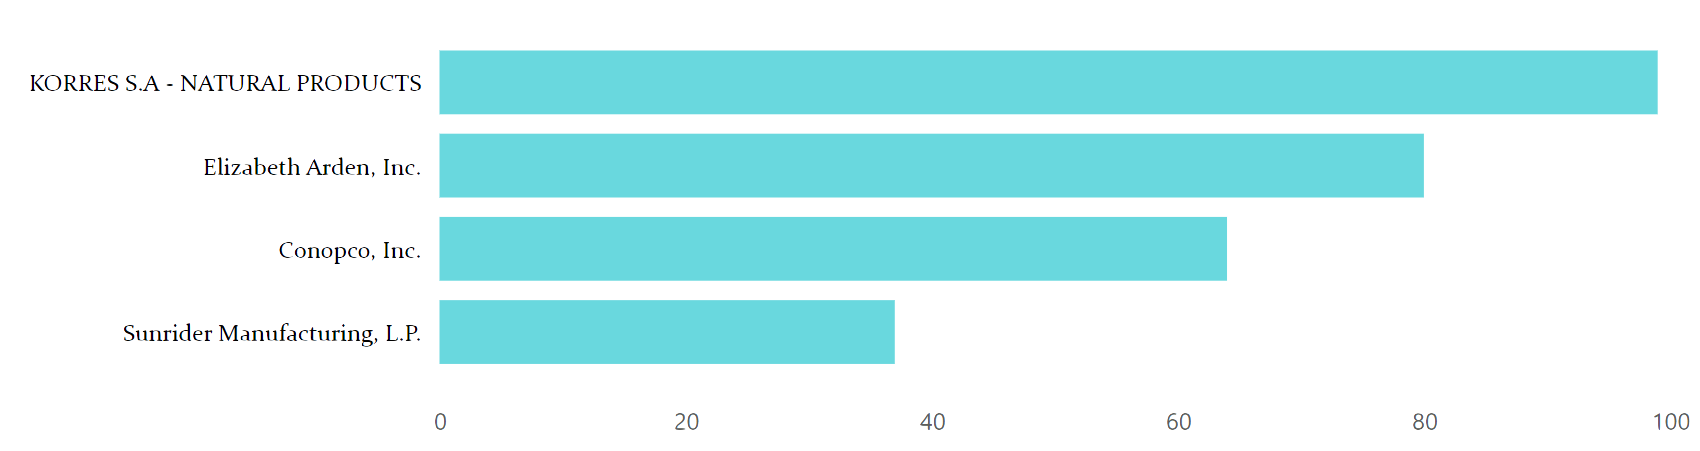 KORRES S.A - NATURAL PRODUCTS
Elizabeth Arden, Inc.
Conopco, Inc.
Sunrider Manufacturing, L.P.
0 20 40 60 80 100